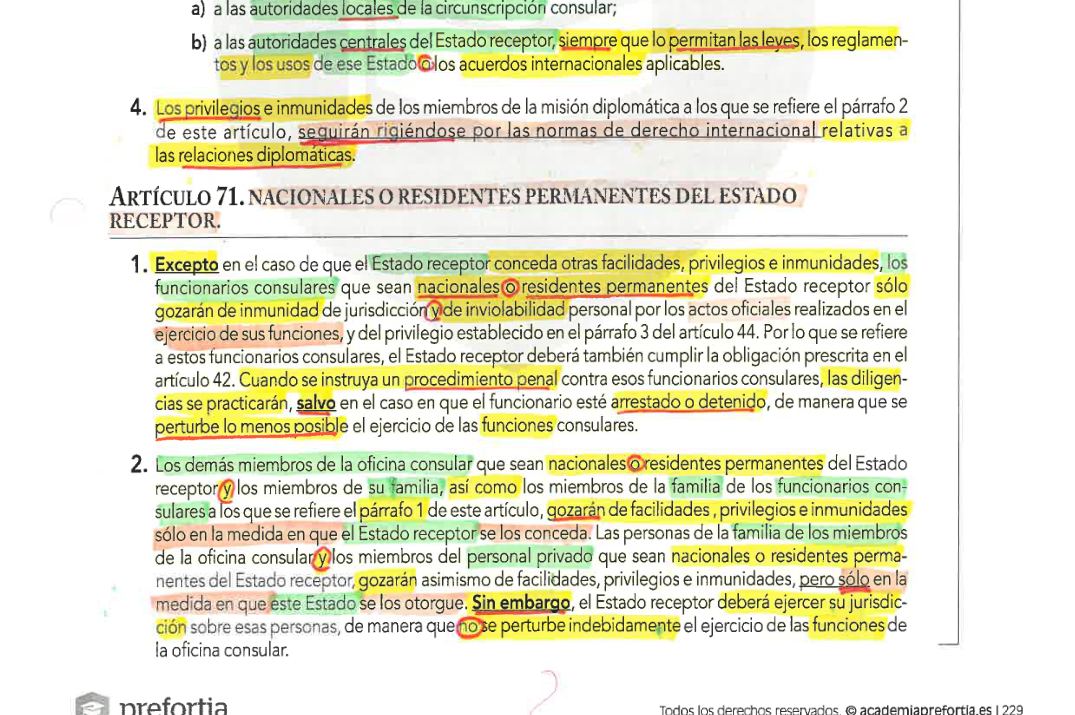 a) a las autoridades locales de la circunscripción consular;
b) a las autoridades centrales del Estado receptor, siempre que lo permitan las leyes, los reglamen-
tos y los usos de ese Estado o los acuerdos internacionales aplicables.
4. Los privilegios e inmunidades de los miembros de la misión diplomática a los que se refiere el párrafo 2
de este artículo, seguirán rigiéndose por las normas de derecho internacional relativas a
las relaciones diplomáticas.
ARTÍCULO 71. NACIONALES O RESIDENTES PERMANENTES DEL ESTADO
RECEPTOR.
1. Excepto en el caso de que el Estado receptor conceda otras facilidades, privilegios e inmunidades, los
funcionarios consulares que sean nacionales o residentes permanentes del Estado receptor sólo
gozarán de inmunidad de jurisdicción y de inviolabilidad personal por los actos oficiales realizados en el
ejercicio de sus funciones, y del privilegio establecido en el párrafo 3 del artículo 44. Por lo que se refiere
a estos funcionarios consulares, el Estado receptor deberá también cumplir la obligación prescrita en el
artículo 42. Cuando se instruya un procedimiento penal contra esos funcionarios consulares, las diligen-
cias se practicarán, salvo en el caso en que el funcionario esté arrestado o detenido, de manera que se
perturbe lo menos posible el ejercicio de las funciones consulares.
2. Los demás miembros de la oficina consular que sean nacionales o residentes permanentes del Estado
receptor y los miembros de su familia, así como los miembros de la familia de los funcionarios con-
sulares a los que se refiere el párrafo 1 de este artículo, gozarán de facilidades , privilegios e inmunidades
sólo en la medida en que el Estado receptor se los conceda. Las personas de la familia de los miembros
de la oficina consular y los miembros del personal privado que sean nacionales o residentes perma-
nentes del Estado receptor, gozarán asimismo de facilidades, privilegios e inmunidades, pero sólo en la
medida en que este Estado se los otorgue. Sin embargo, el Estado receptor deberá ejercer su jurisdic-
ción sobre esas personas, de manera que no se perturbe indebidamente el ejercicio de las funciones de
la oficina consular.
prefortia
Todos los derechos reservados. © academiaprefortia.es | 229